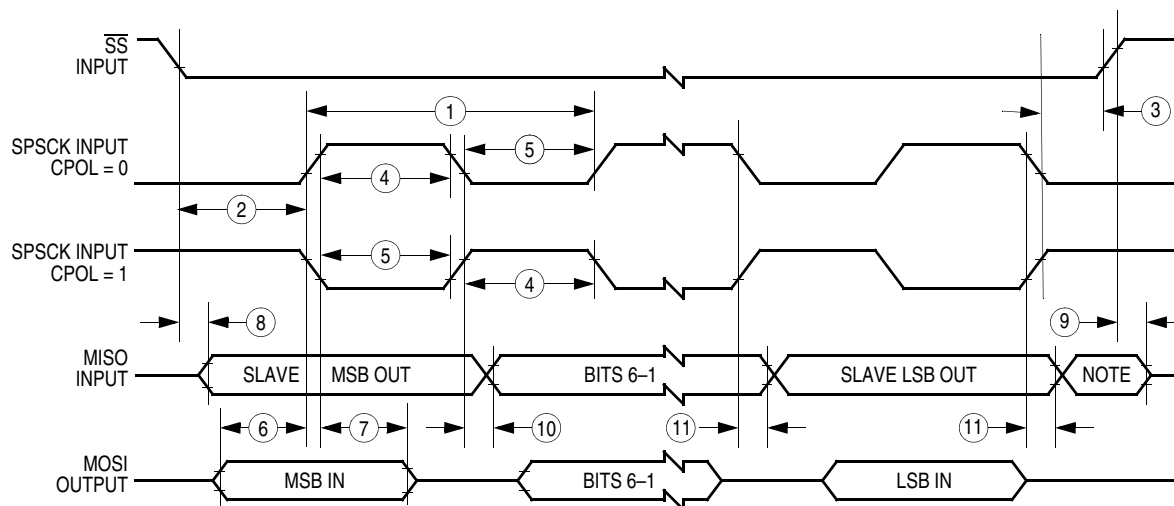 SS
INPUT
1
3
SPSCK INPUT
CPOL = 0
5
4
2
SPSCK INPUT
CPOL = 1
5
4
8
9
MISO
INPUT
SLAVE MSB OUT
BITS 6–1
SLAVE LSB OUT
NOTE
6
7
10
11
11
MOSI
OUTPUT
MSB IN
BITS 6–1
LSB IN